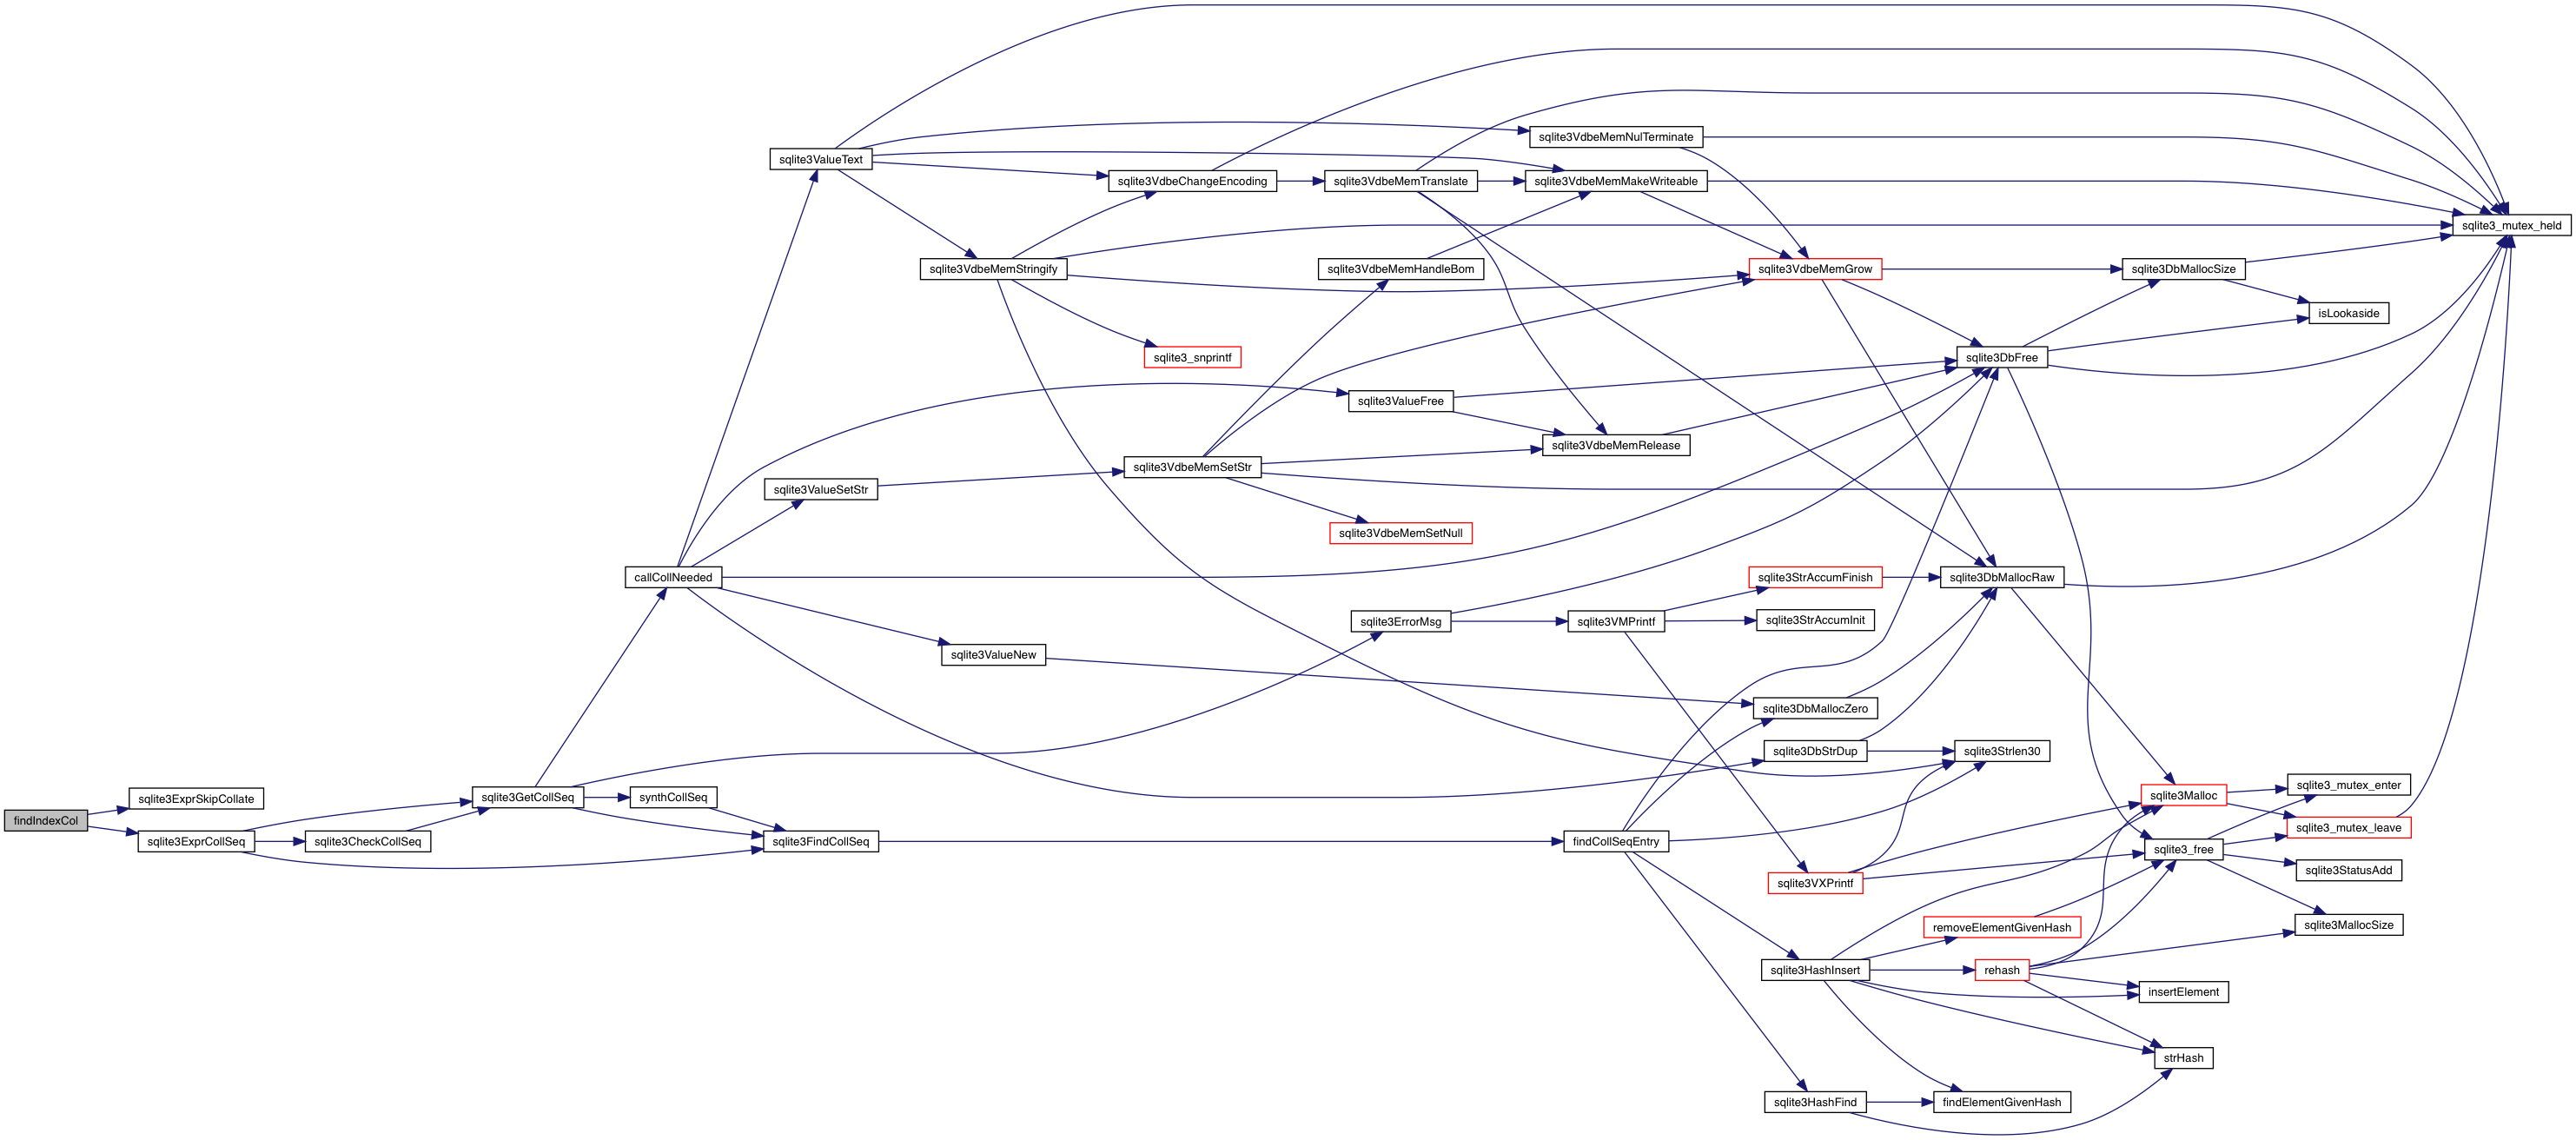 findIndexCol
sqlite3ExprSkipCollate
sqlite3ExprCollSeq
sqlite3CheckCollSeq
sqlite3GetCollSeq
synthCollSeq
sqlite3FindCollSeq
callCollNeeded
sqlite3ValueText
sqlite3ValueSetStr
sqlite3VdbeMemStringify
sqlite3ValueNew
sqlite3VdbeChangeEncoding
sqlite3_snprintf
sqlite3VdbeMemSetStr
sqlite3VdbeMemTranslate
sqlite3VdbeMemHandleBom
sqlite3ValueFree
sqlite3VdbeMemSetNull
sqlite3ErrorMsg
sqlite3VdbeMemNulTerminate
sqlite3VdbeMemMakeWriteable
sqlite3VdbeMemRelease
sqlite3VMPrintf
findCollSeqEntry
sqlite3VdbeMemGrow
sqlite3StrAccumFinish
sqlite3StrAccumInit
sqlite3DbMallocZero
sqlite3DbStrDup
sqlite3VXPrintf
sqlite3HashInsert
sqlite3HashFind
sqlite3DbFree
sqlite3DbMallocRaw
sqlite3Strlen30
removeElementGivenHash
rehash
findElementGivenHash
sqlite3DbMallocSize
sqlite3Malloc
sqlite3_free
insertElement
strHash
isLookaside
sqlite3_mutex_enter
sqlite3_mutex_leave
sqlite3StatusAdd
sqlite3MallocSize
sqlite3_mutex_held